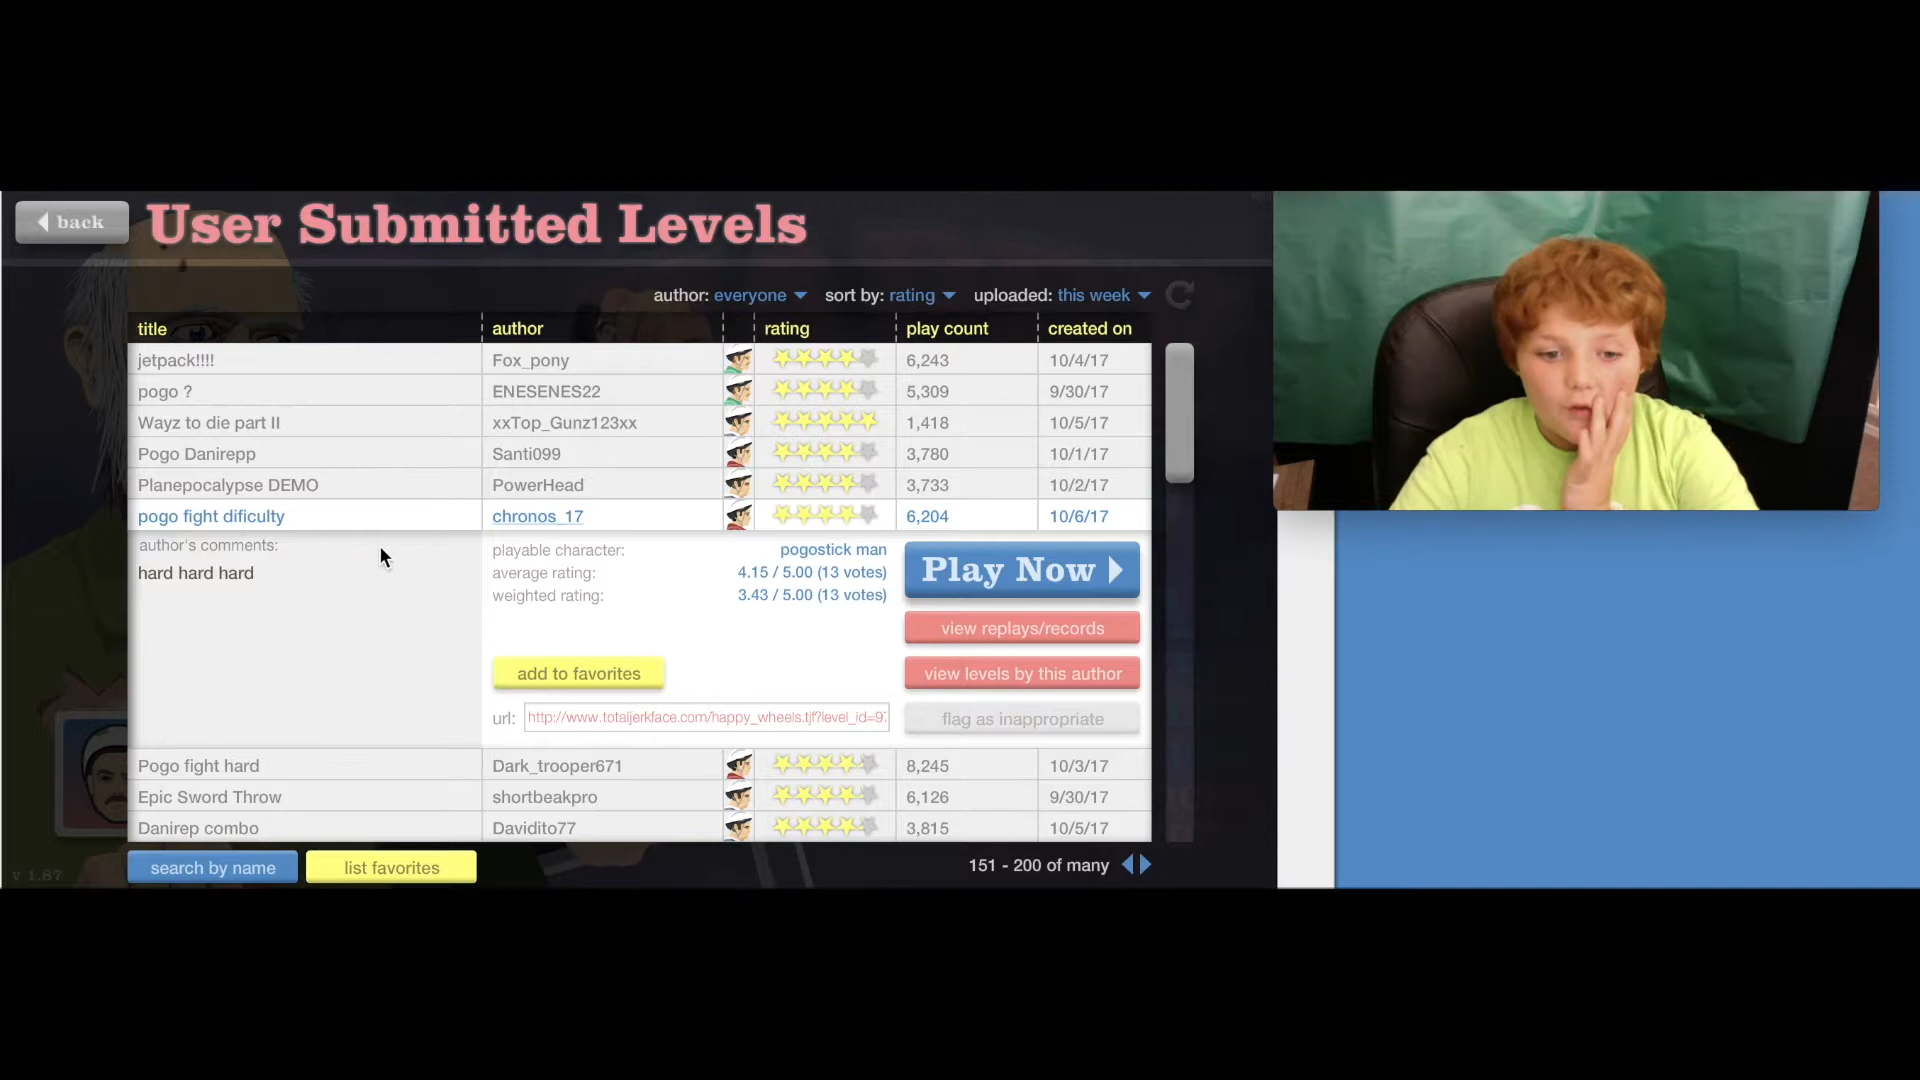 back
User Submitted Levels
author: everyone sort by: rating uploaded: this week
title author rating play count created on
jetpack!!!! Fox_pony 6,243 10/4/17
pogo ? ENESENES22 5,309 9/30/17
Wayz to die part II xxTop_Gunz123xx 1,418 10/5/17
Pogo Danirepp Santi099 3,780 10/1/17
Planepocalypse DEMO PowerHead 3,733 10/2/17
pogo fight dificulty chronos_17 6,204 10/6/17
author's comments:
hard hard hard
playable character: pogostick man
average rating: 4.15 / 5.00 (13 votes)
weighted rating: 3.43 / 5.00 (13 votes)
add to favorites
url: http://www.totaljerkface.com/happy_wheels.tjf?level_id=9
Play Now
view replays/records
view levels by this author
flag as inappropriate
Pogo fight hard Dark_trooper671 8,245 10/3/17
Epic Sword Throw shortbeakpro 6,126 9/30/17
Danirep combo Davidito77 3,815 10/5/17
v 1.87 search by name list favorites 151 - 200 of many